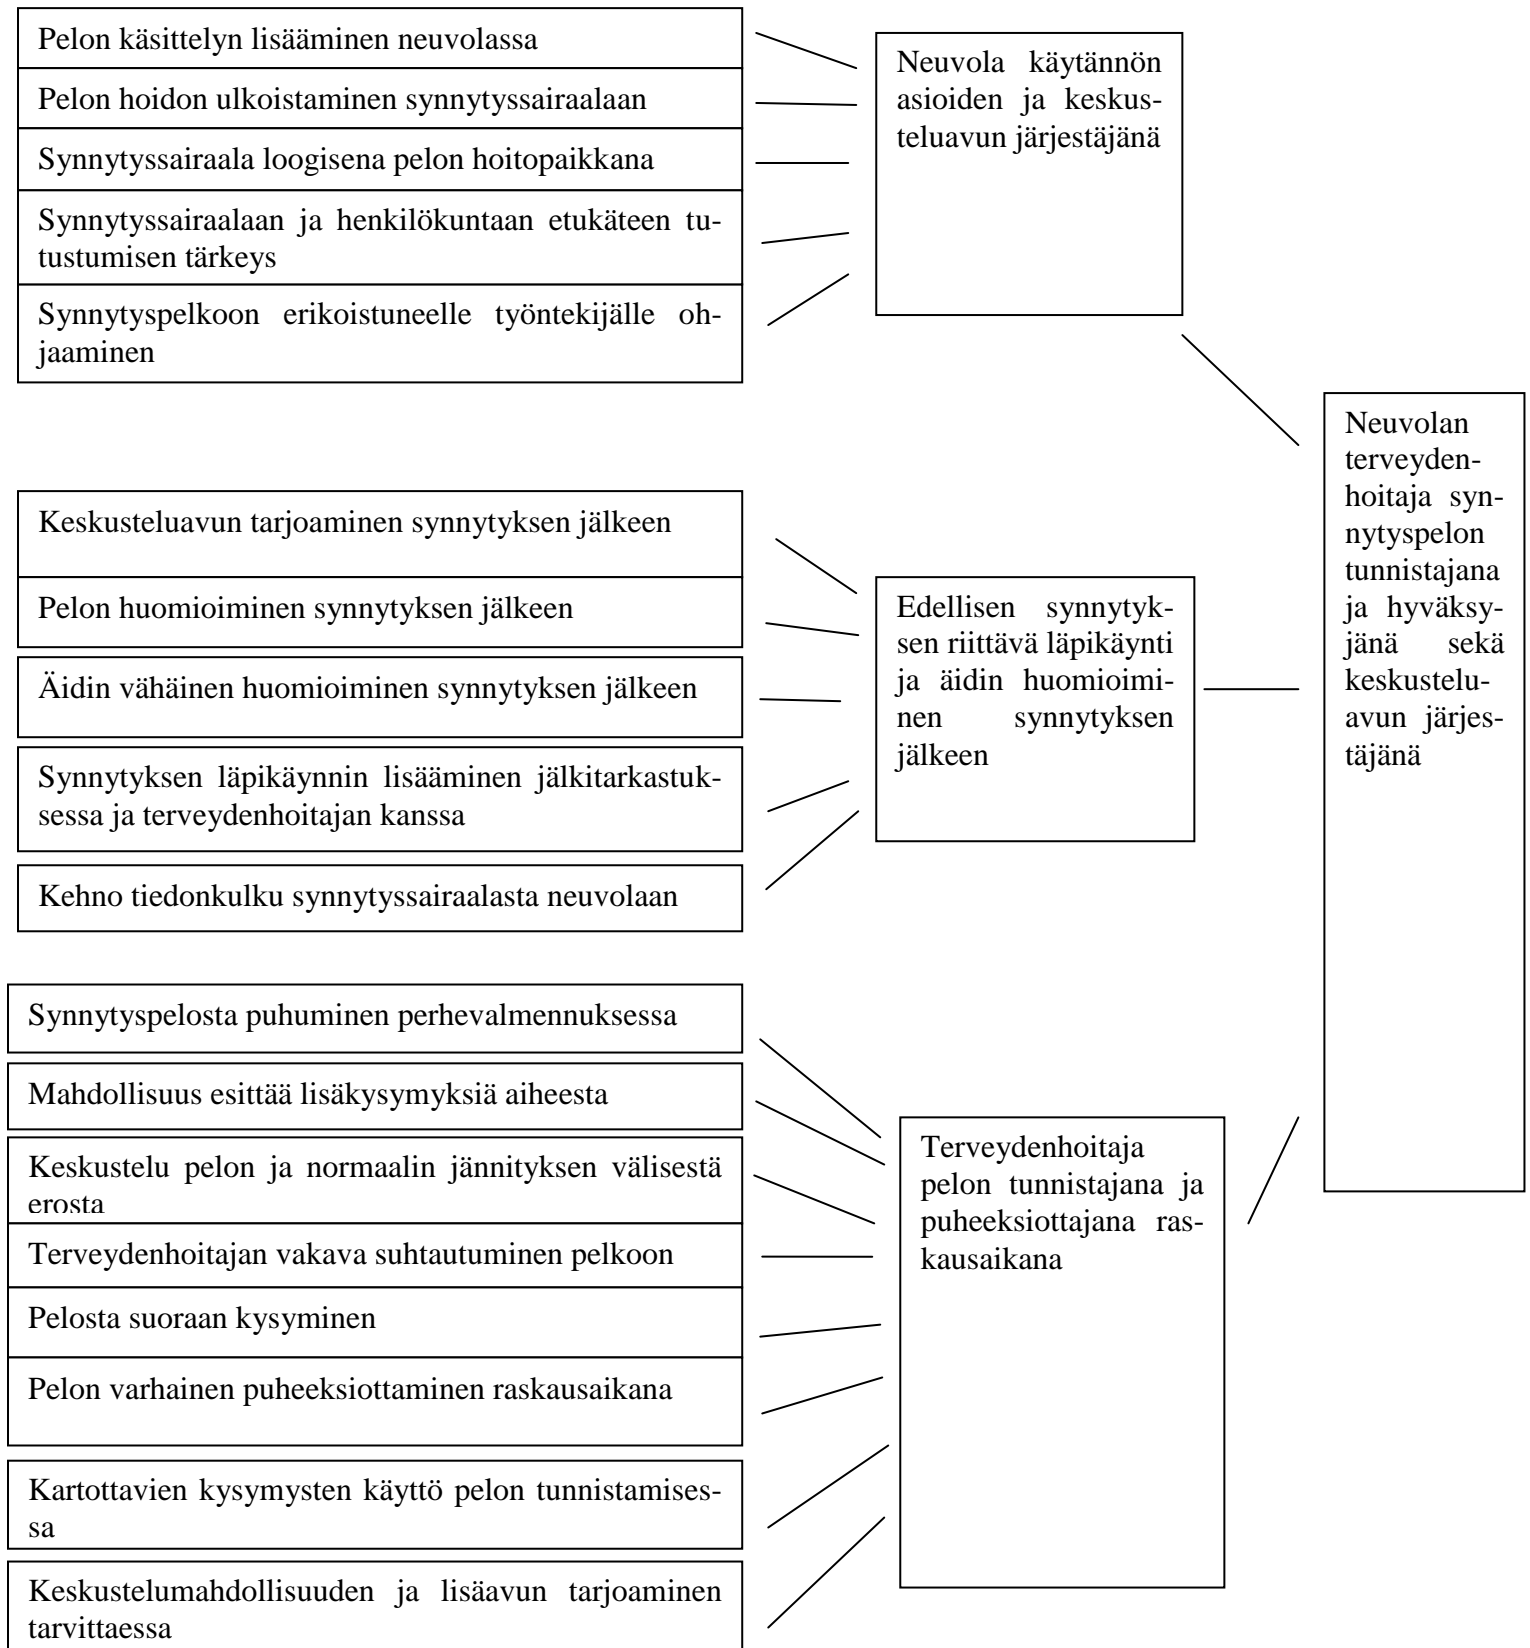 Pelon käsittelyn lisääminen neuvolassa
Pelon hoidon ulkoistaminen synnytyssairaalaan
Synnytyssairaala loogisena pelon hoitopaikkana
Synnytyssairaalaan ja henkilökuntaan etukäteen tu-
tustumisen tärkeys
Synnytyspelkoon erikoistuneelle työntekijälle oh-
jaaminen
Neuvola käytännön
asioiden ja keskus-
teluavun järjestäjänä
Keskusteluavun tarjoaminen synnytyksen jälkeen
Pelon huomioiminen synnytyksen jälkeen
Äidin vähäinen huomioiminen synnytyksen jälkeen
Synnytyksen läpikäynnin lisääminen jälkitarkastuk-
sessa ja terveydenhoitajan kanssa
Kehno tiedonkulku synnytyssairaalasta neuvolaan
Edellisen synnytyk-
sen riittävä läpikäynti
ja äidin huomioimi-
nen synnytyksen
jälkeen
Synnytyspelosta puhuminen perhevalmennuksessa
Mahdollisuus esittää lisäkysymyksiä aiheesta
Keskustelu pelon ja normaalin jännityksen välisestä
erosta
Terveydenhoitajan vakava suhtautuminen pelkoon
Pelosta suoraan kysyminen
Pelon varhainen puheeksiottaminen raskausaikana
Kartottavien kysymysten käyttö pelon tunnistamises-
sa
Keskustelumahdollisuuden ja lisäavun tarjoaminen
tarvittaessa
Terveydenhoitaja
pelon tunnistajana ja
puheeksiottajana ras-
kausaikana
Neuvolan
terveyden-
hoitaja syn-
nytyspelon
tunnistajana
ja hyväksy-
jänä sekä
keskustelu-
avun järjes-
täjänä